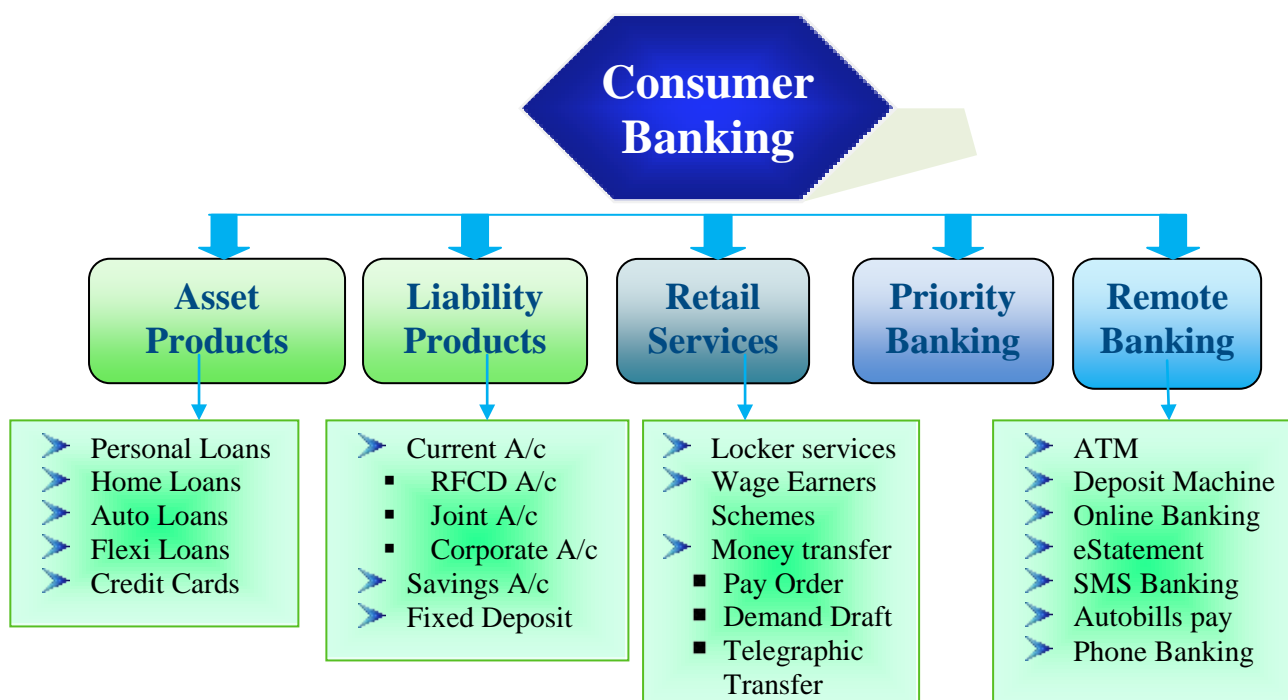 Consumer
Banking
Asset
Products
Liability
Products
Retail
Services
Priority
Banking
Remote
Banking
Personal Loans
Home Loans
Auto Loans
Flexi Loans
Credit Cards
Current A/c
RFCD A/c
Joint A/c
Corporate A/c
Savings A/c
Fixed Deposit
Locker services
Wage Earners
Schemes
Money transfer
Pay Order
Demand Draft
Telegraphic
Transfer
ATM
Deposit Machine
Online Banking
eStatement
SMS Banking
Autobills pay
Phone Banking